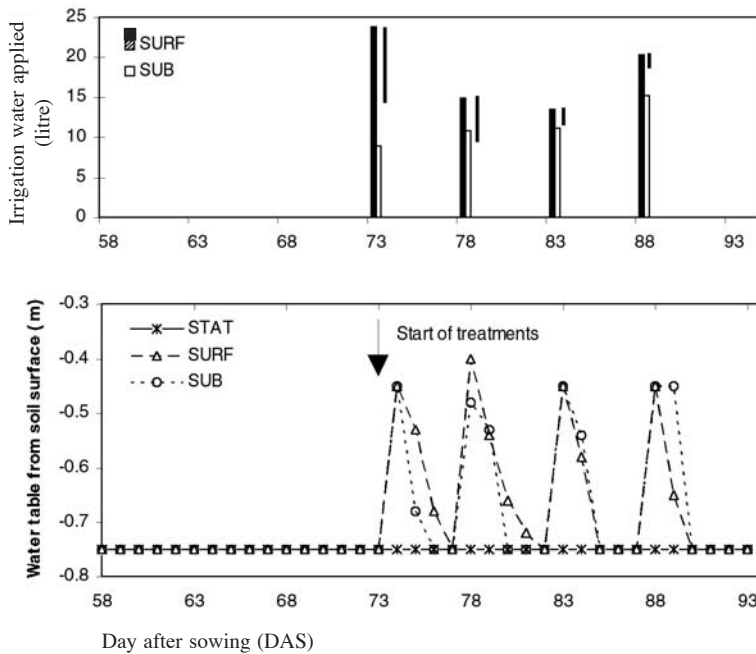 Irrigation water applied
(litre)
25
20
15
10
5
0
SURF
SUB
58 63 68 73 78 83 88 93
Water table from soil surface (m)
-0.3
-0.4
-0.5
-0.6
-0.7
-0.8
STAT
SURF
SUB
Start of treatments
58 63 68 73 78 83 88 93
Day after sowing (DAS)